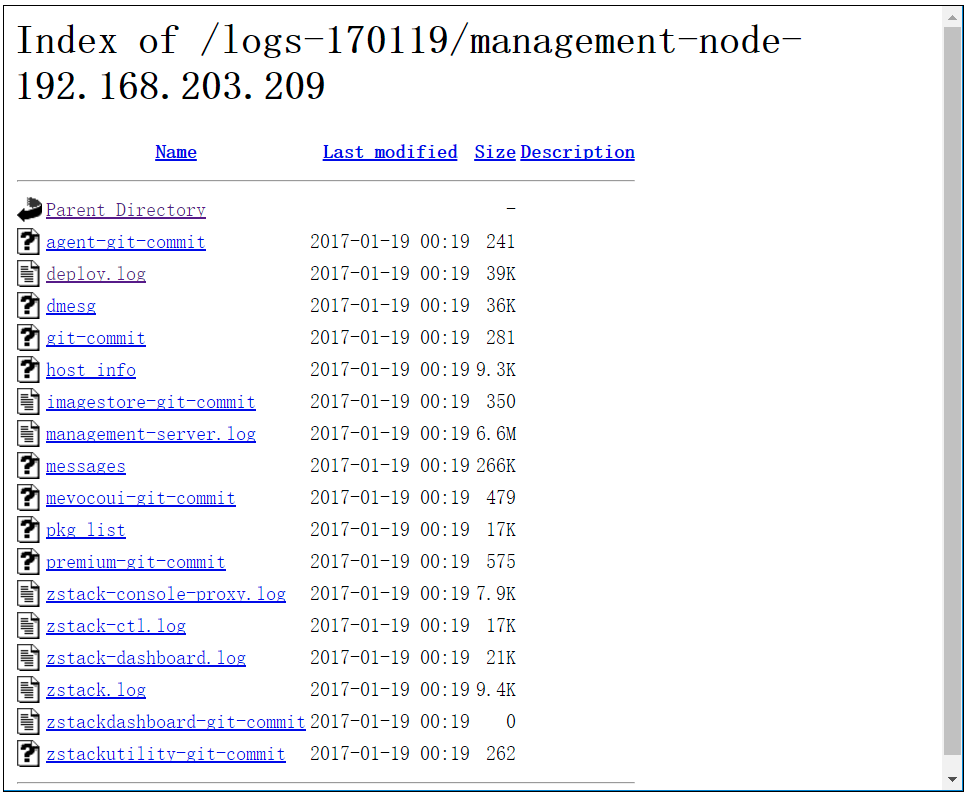 Index of /logs-170119/management-node-
192.168.203.209
Name Last modified Size Description
Parent Directory -
agent-git-commit 2017-01-19 00:19 241
deploy.log 2017-01-19 00:19 39K
dmesg 2017-01-19 00:19 36K
git-commit 2017-01-19 00:19 281
host_info 2017-01-19 00:19 9.3K
imagestore-git-commit 2017-01-19 00:19 350
management-server.log 2017-01-19 00:19 6.6M
messages 2017-01-19 00:19 266K
mevocoui-git-commit 2017-01-19 00:19 479
pkg_list 2017-01-19 00:19 17K
premium-git-commit 2017-01-19 00:19 575
zstack-console-proxy.log 2017-01-19 00:19 7.9K
zstack-ctl.log 2017-01-19 00:19 17K
zstack-dashboard.log 2017-01-19 00:19 21K
zstack.log 2017-01-19 00:19 9.4K
zstackdashboard-git-commit 2017-01-19 00:19 0
zstackutility-git-commit 2017-01-19 00:19 262